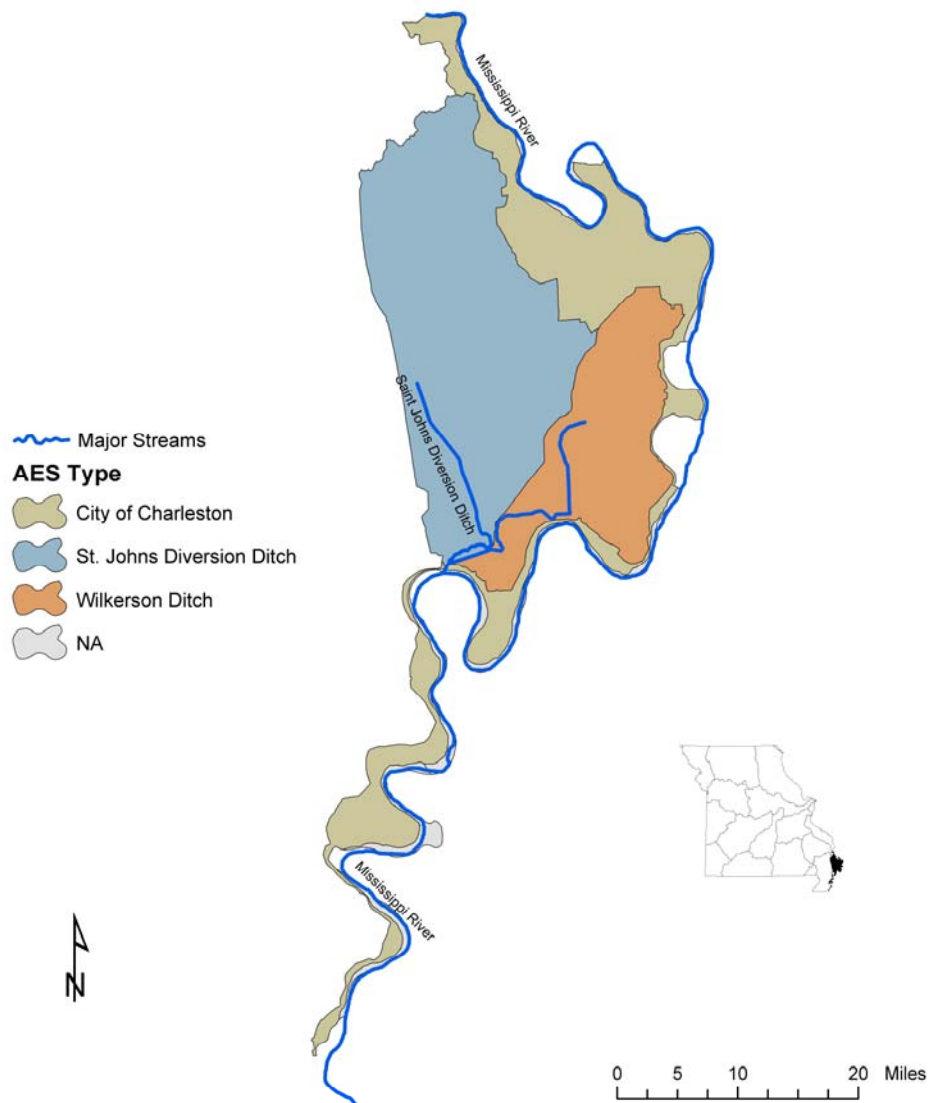 Mississippi River
Saint Johns Diversion Ditch
Major Streams
AES Type
City of Charleston
St. Johns Diversion Ditch
Wilkerson Ditch
NA
Mississippi River
N
0 5 10 20 Miles